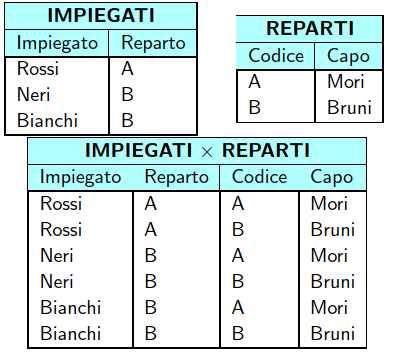 IMPIEGATI
Impiegato Reparto
Rossi A
Neri B
Bianchi B
REPARTI
Codice Capo
A Mori
B Bruni
IMPIEGATI × REPARTI
Impiegato Reparto Codice Capo
Rossi A A Mori
Rossi A B Bruni
Neri B A Mori
Neri B B Bruni
Bianchi B A Mori
Bianchi B B Bruni